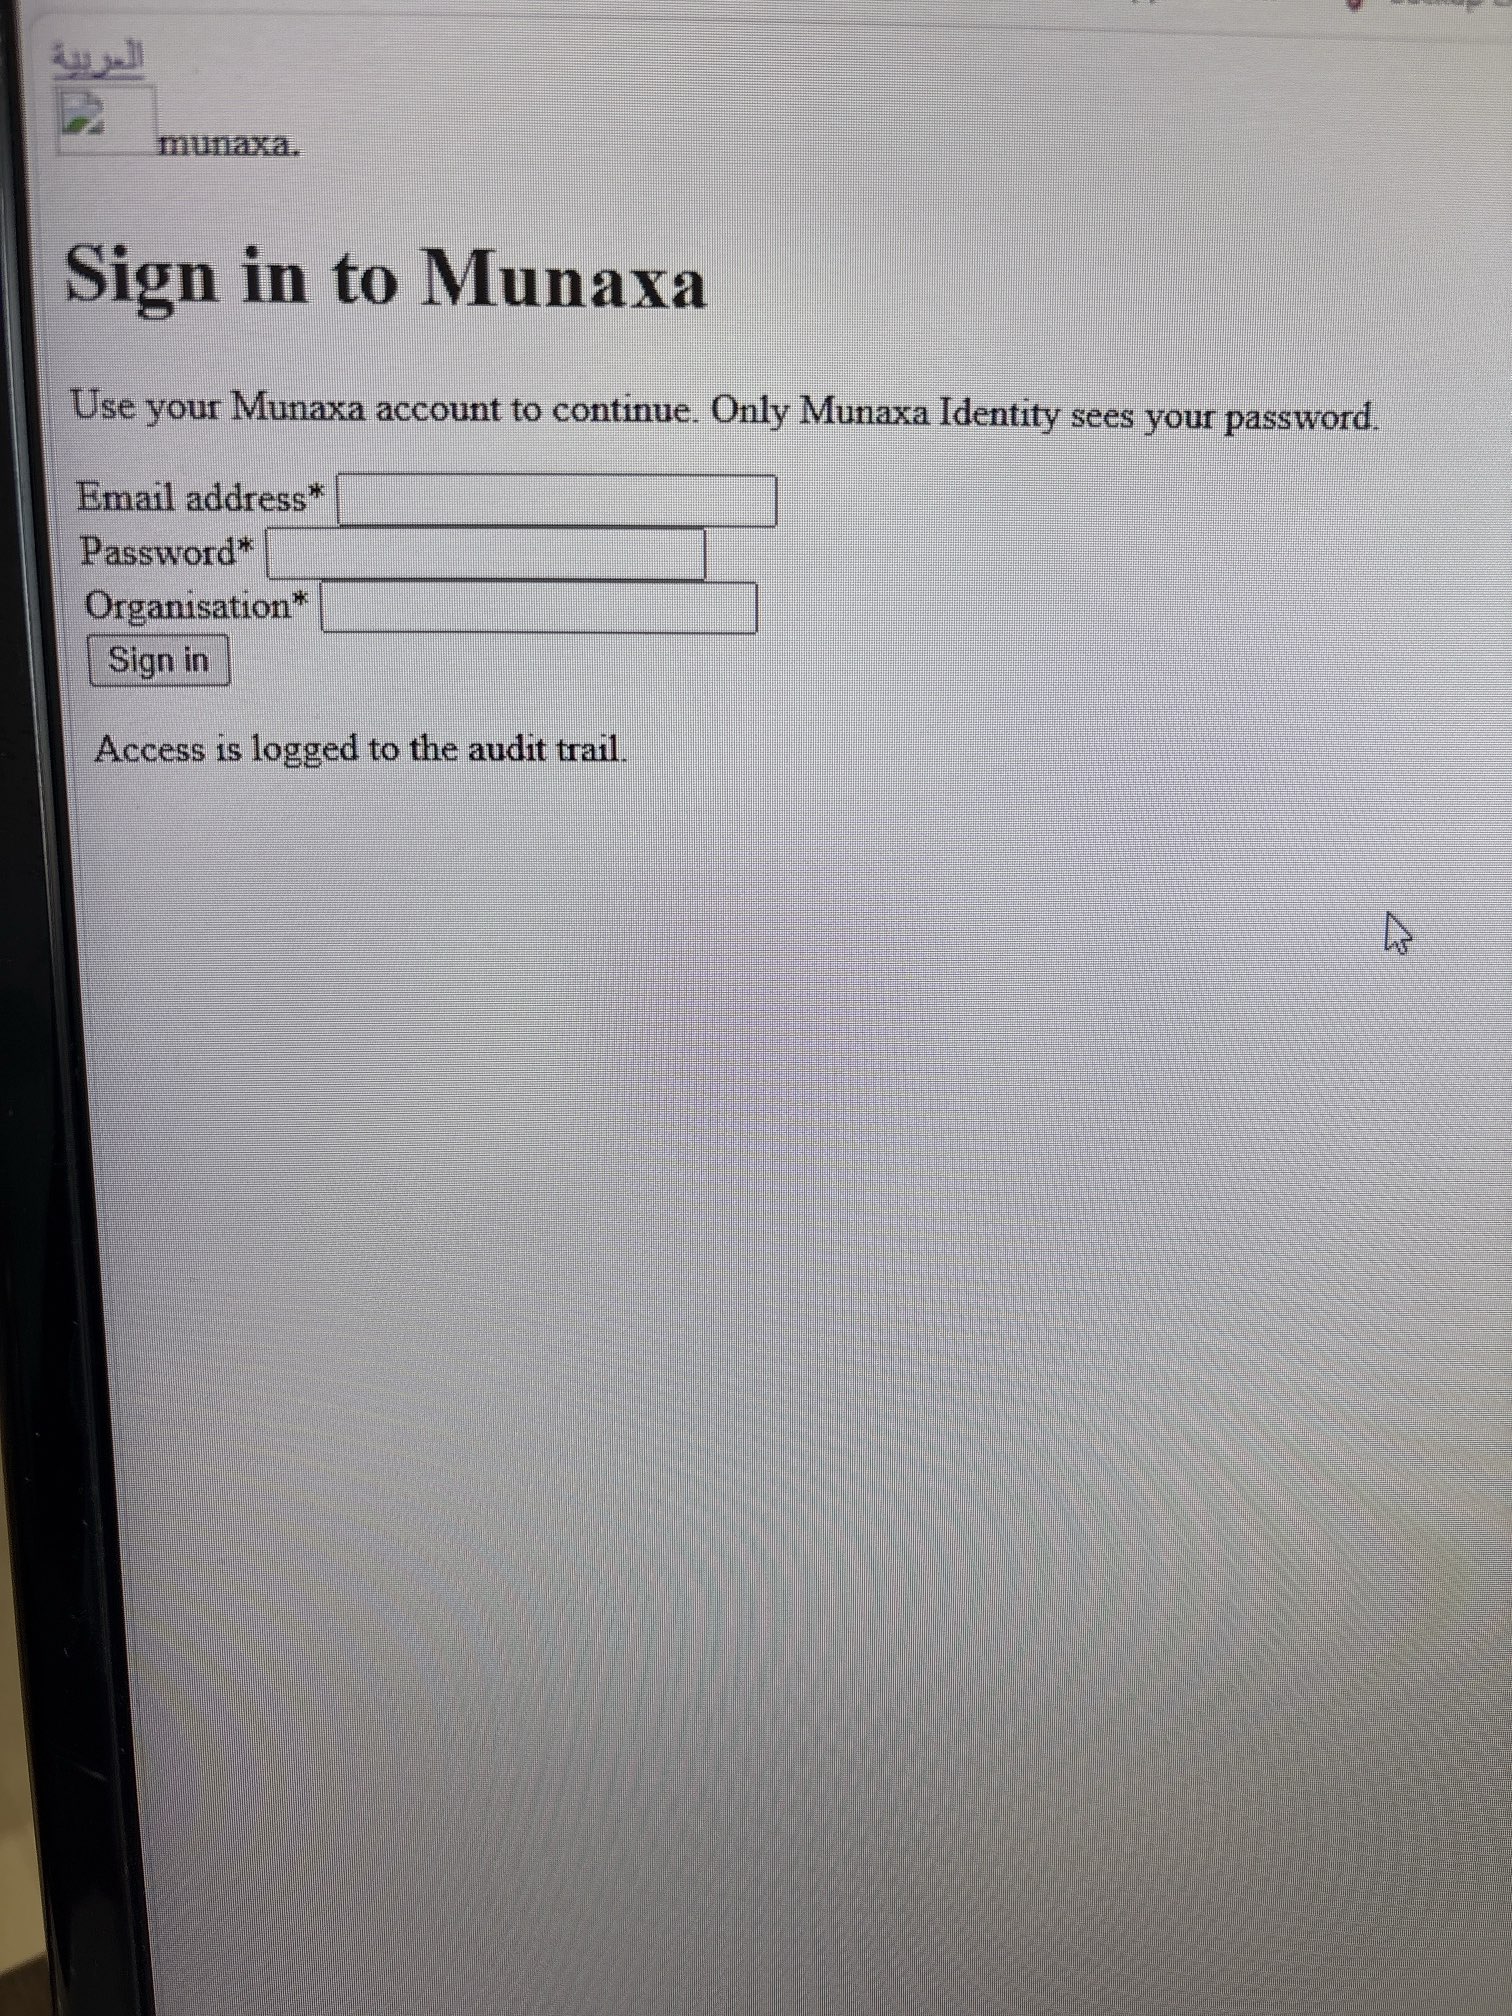 العربية
munaxa.
Sign in to Munaxa
Use your Munaxa account to continue. Only Munaxa Identity sees your password.
Email address*
Password*
Organisation*
Sign in
Access is logged to the audit trail.